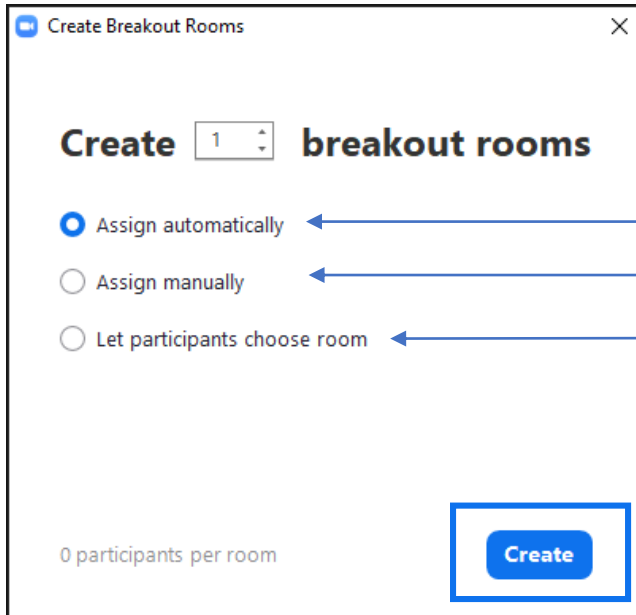 Create Breakout Rooms
Create 1 breakout rooms
Assign automatically
Assign manually
Let participants choose room
0 participants per room Create